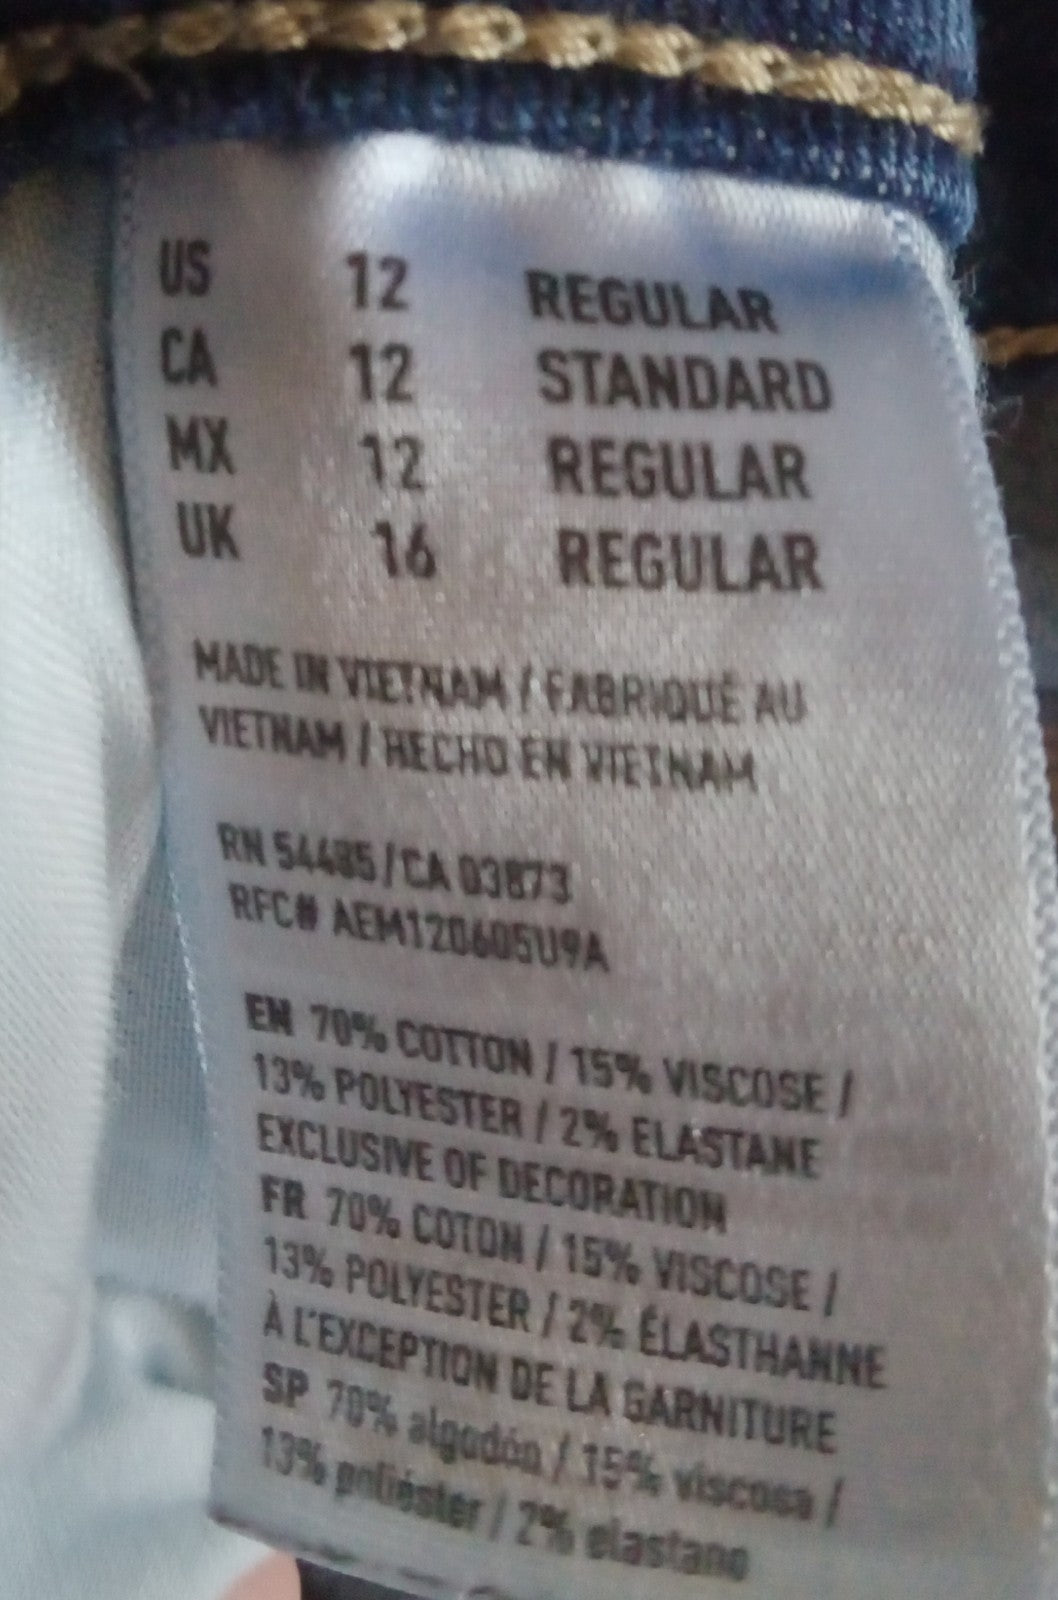 US 12 REGULAR
CA 12 STANDARD
MX 12 REGULAR
UK 16 REGULAR
MADE IN VIETNAM / FABRIQUÉ AU
VIETNAM / HECHO EN VIETNAM
RN 54485 / CA 03873
RFC# AEM120605U9A
EN 70% COTTON / 15% VISCOSE /
13% POLYESTER / 2% ELASTANE
EXCLUSIVE OF DECORATION
FR 70% COTON / 15% VISCOSE /
13% POLYESTER / 2% ÉLASTHANNE
À L'EXCEPTION DE LA GARNITURE
SP 70% algodón / 15% viscosa /
13% poliéster / 2% elastano